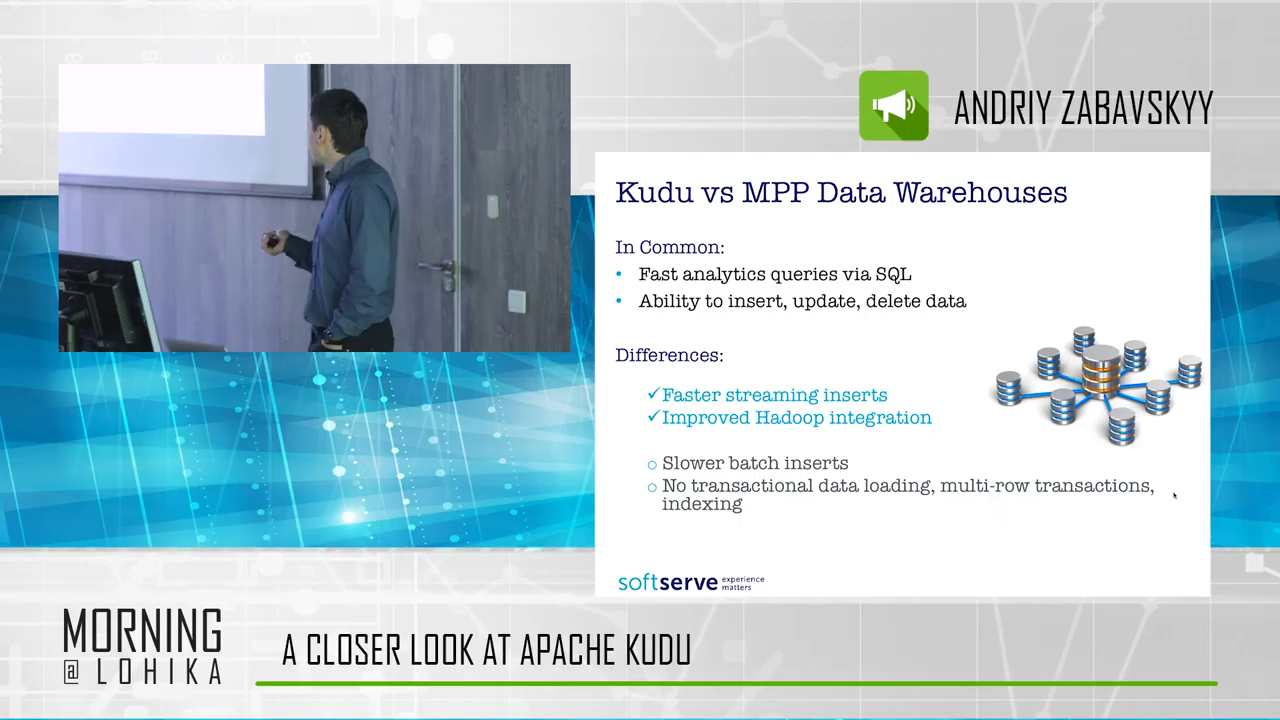 ANDRIY ZABAVSKYY
Kudu vs MPP Data Warehouses
In Common:
• Fast analytics queries via SQL
• Ability to insert, update, delete data
Differences:
✓Faster streaming inserts
✓Improved Hadoop integration
o Slower batch inserts
o No transactional data loading, multi-row transactions,
indexing
softserve experience
matters
MORNING
@ LOHIKA
A CLOSER LOOK AT APACHE KUDU